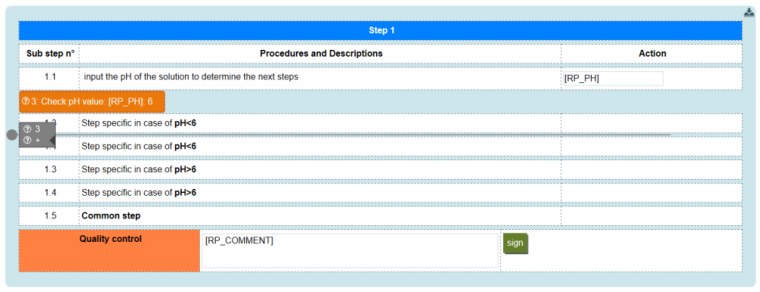 Step 1
Sub step n° Procedures and Descriptions Action
1.1 input the pH of the solution to determine the next steps [RP_PH]
3: Check pH value: [RP_PH]: 6
Step specific in case of pH<6
3
+
Step specific in case of pH<6
1.3 Step specific in case of pH>6
1.4 Step specific in case of pH>6
1.5 Common step
Quality control [RP_COMMENT] sign